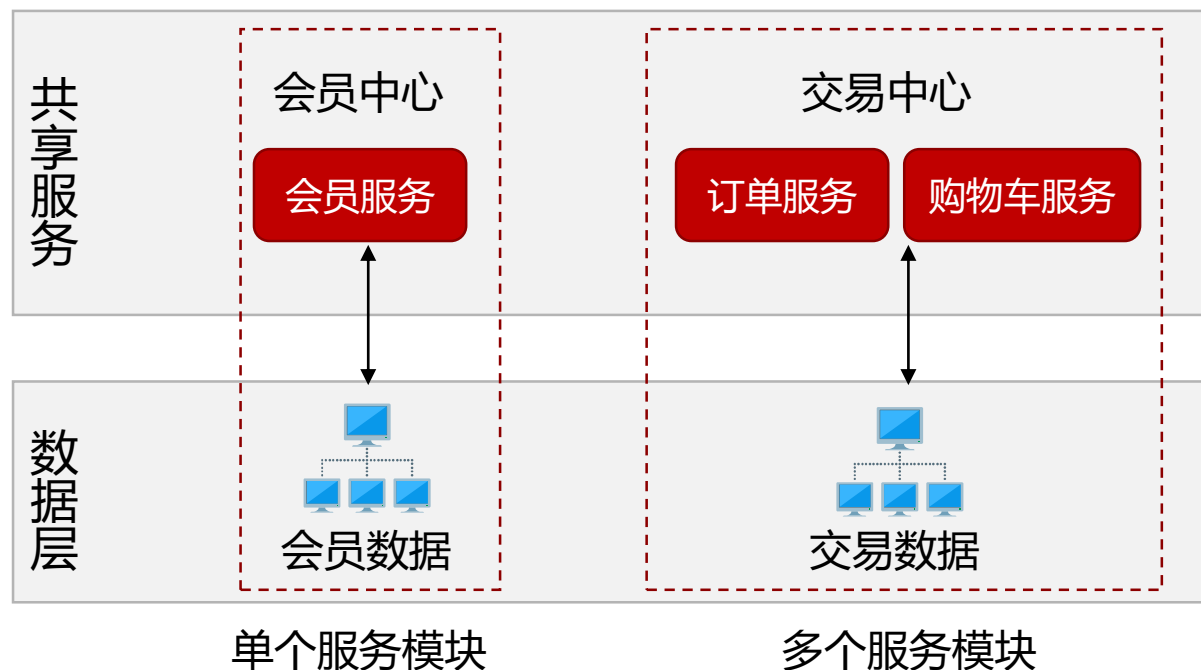 共享服务
会员中心
交易中心
会员服务
订单服务
购物车服务
数据层
会员数据
交易数据
单个服务模块
多个服务模块